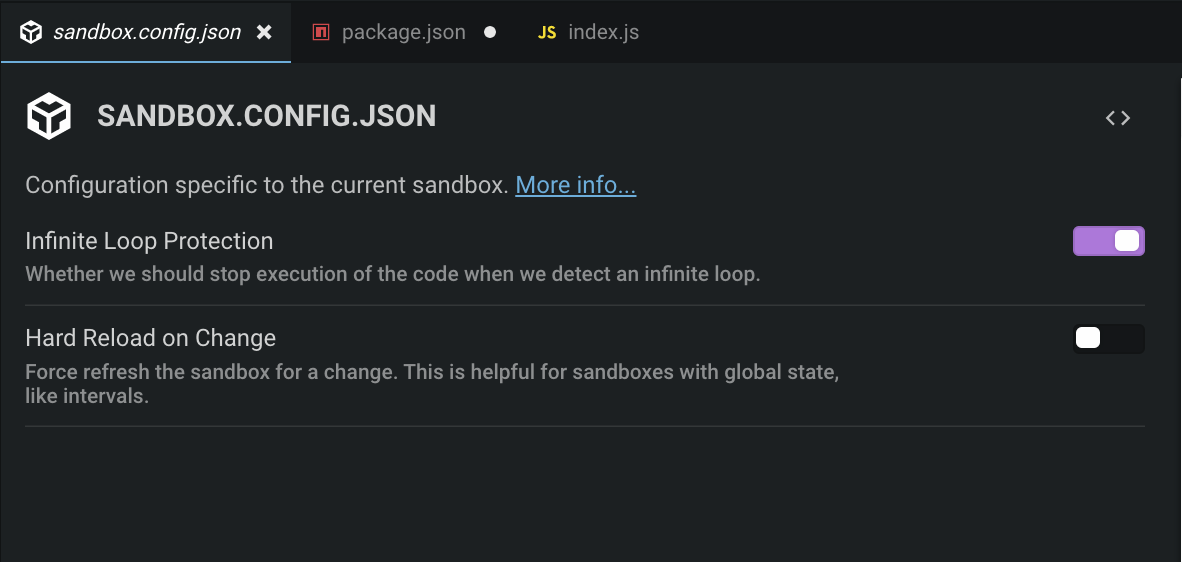 sandbox.config.json
package.json
JS index.js
SANDBOX.CONFIG.JSON
Configuration specific to the current sandbox. More info...
Infinite Loop Protection
Whether we should stop execution of the code when we detect an infinite loop.
Hard Reload on Change
Force refresh the sandbox for a change. This is helpful for sandboxes with global state,
like intervals.